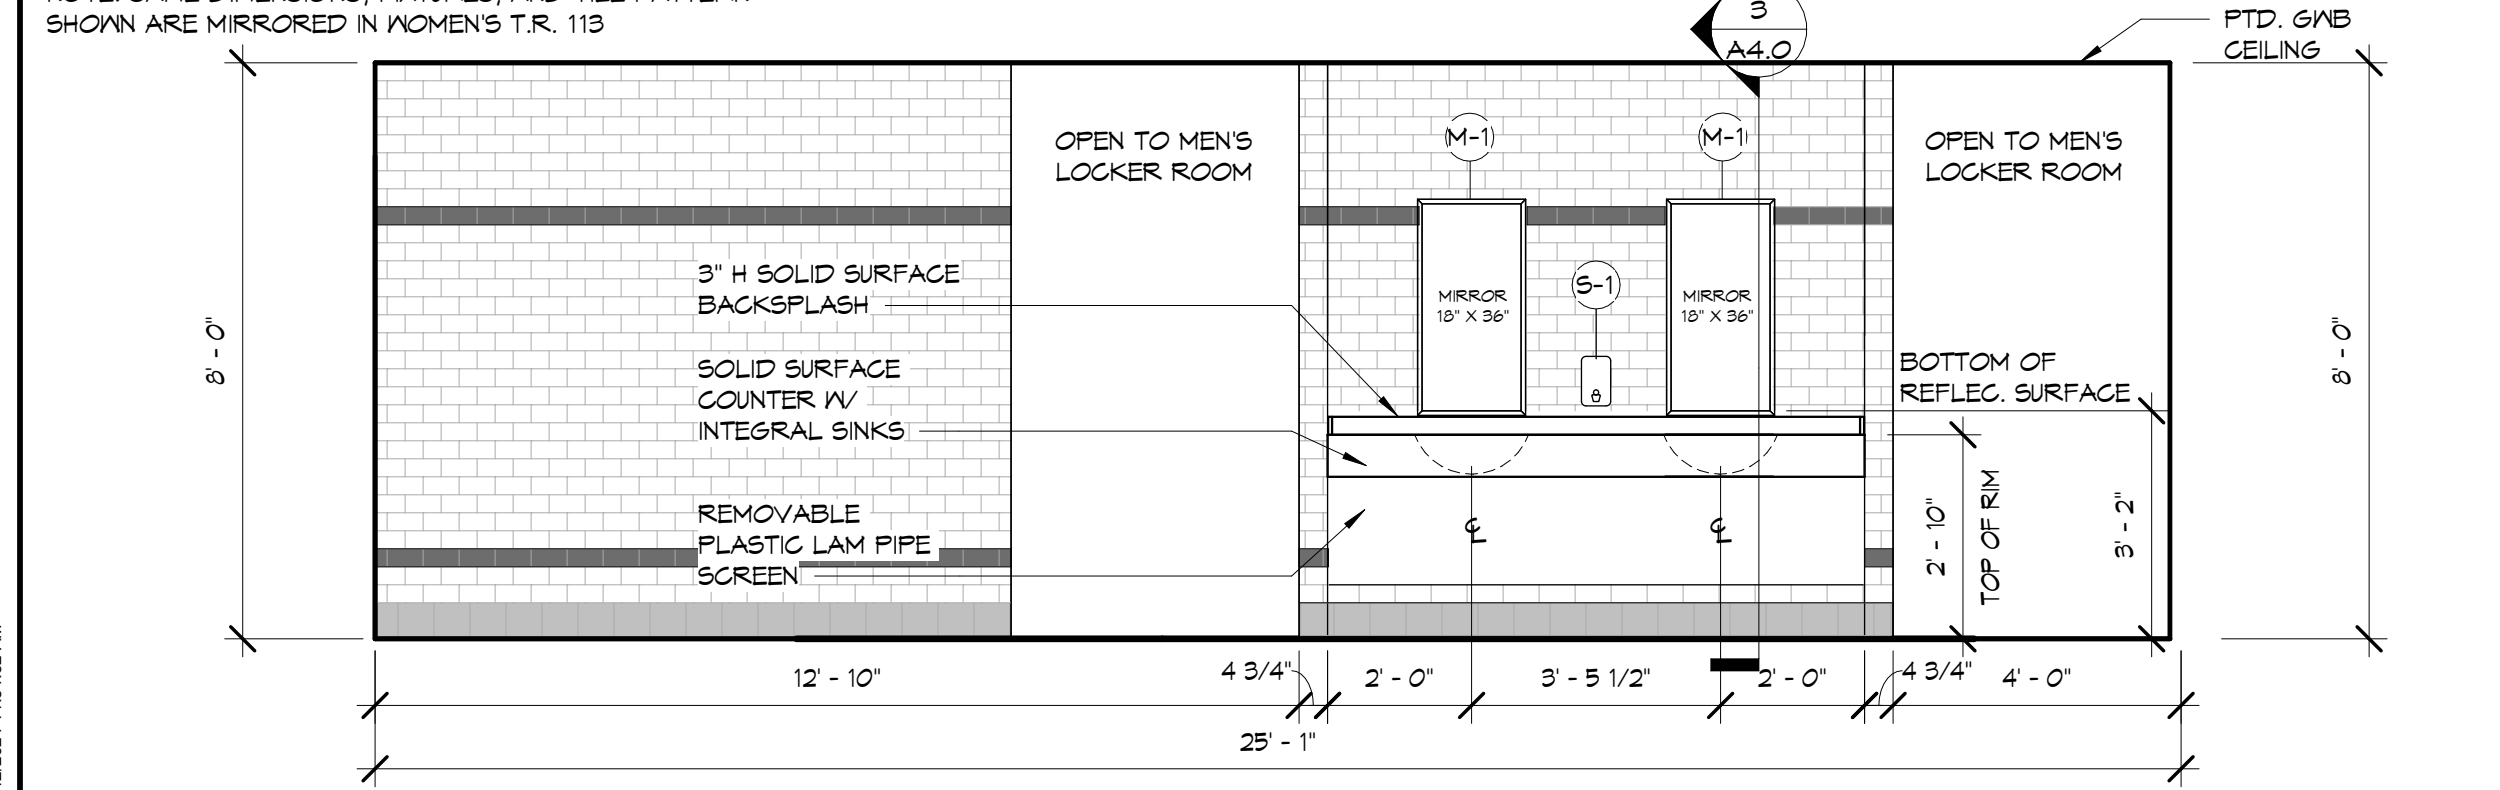 SHOWN ARE MIRRORED IN WOMEN'S T.R. 113
3
A4.0
PTD. GWB
CEILING
OPEN TO MEN'S
LOCKER ROOM
M-1
M-1
OPEN TO MEN'S
LOCKER ROOM
3" H SOLID SURFACE
BACKSPLASH
S-1
MIRROR
18" X 36"
MIRROR
18" X 36"
8' - 0"
8' - 0"
SOLID SURFACE
COUNTER W/
INTEGRAL SINKS
BOTTOM OF
REFLEC. SURFACE
REMOVABLE
PLASTIC LAM PIPE
SCREEN
℄
℄
2' - 10"
TOP OF RIM
3' - 2"
12' - 10"
4 3/4"
2' - 0"
3' - 5 1/2"
2' - 0"
4 3/4"
4' - 0"
25' - 1"